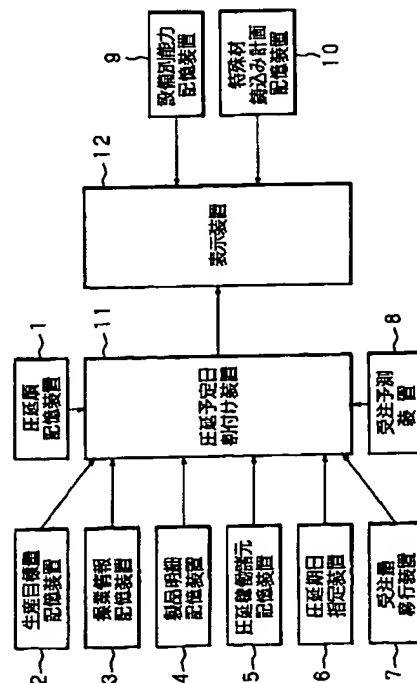 圧延順
記憶装置
1
生産目標量
記憶装置
2
操業情報
記憶装置
3
製品明細
記憶装置
4
圧延稼働諸元
記憶装置
5
圧延期日
指定装置
6
受注量
移行装置
7
受注予測
装置
8
圧延予定日
割付け装置
11
表示装置
12
設備別能力
記憶装置
9
特殊材
鋳込み計画
記憶装置
10